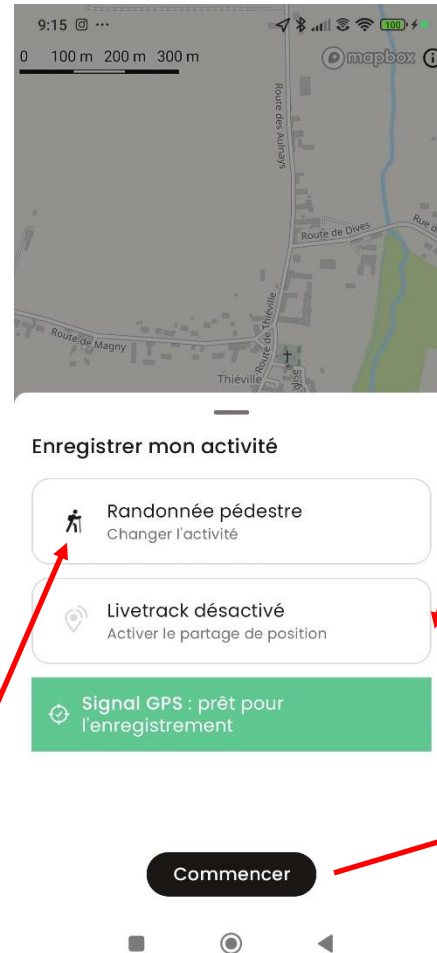 9:15
100
0 100 m 200 m 300 m
mapbox
Route des Aulnays
Route de Dives
Route de Thiéville
Route de Magny
Thiéville
Enregistrer mon activité
Randonnée pédestre
Changer l'activité
Livetrack désactivé
Activer le partage de position
Signal GPS : prêt pour
l'enregistrement
Commencer